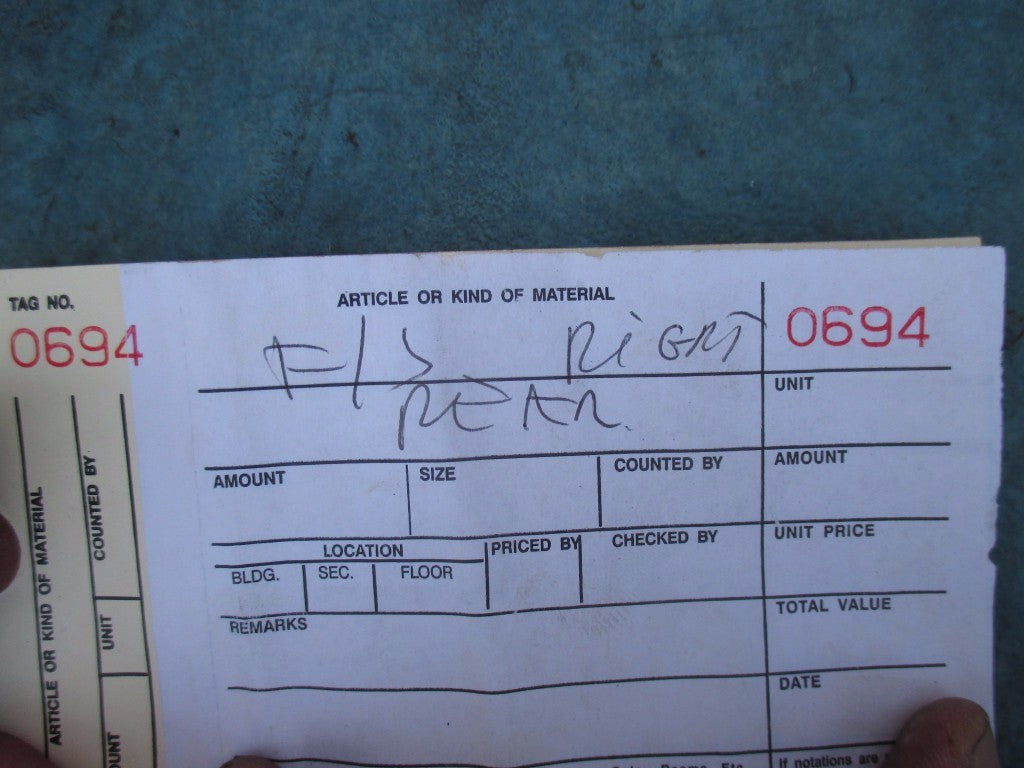 TAG NO.
0694
ARTICLE OR KIND OF MATERIAL
COUNTED BY
UNIT
ARTICLE OR KIND OF MATERIAL
0694
RIGHT
REAR.
UNIT
AMOUNT
SIZE
COUNTED BY
AMOUNT
LOCATION
PRICED BY
CHECKED BY
UNIT PRICE
BLDG.
SEC.
FLOOR
REMARKS
TOTAL VALUE
DATE
If notations are